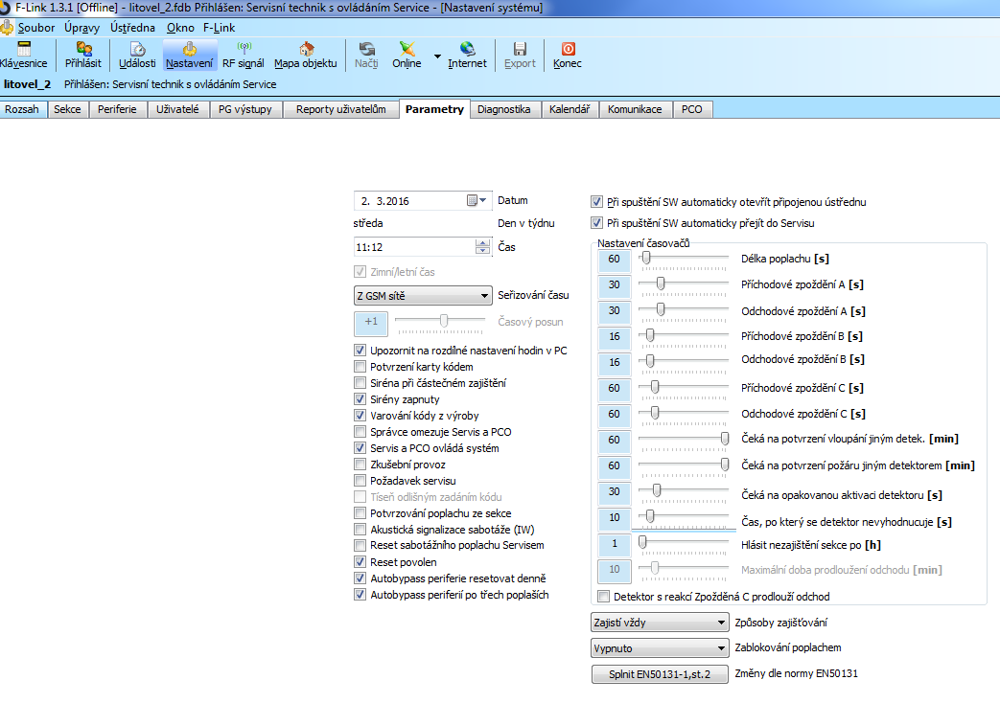 F-Link 1.3.1 [Offline] - litovel_2.fdb Přihlášen: Servisní technik s ovládáním Service - [Nastavení systému]
Soubor Úpravy Ústředna Okno F-Link
Klávesnice Přihlásit Události Nastavení RF signál Mapa objektu Načti Online Internet Export Konec
litovel_2 Přihlášen: Servisní technik s ovládáním Service
Rozsah Sekce Periferie Uživatelé PG výstupy Reporty uživatelům Parametry Diagnostika Kalendář Komunikace PCO
2. 3.2016 Datum
středa Den v týdnu
11:12 Čas
Zimní/letní čas
Z GSM sítě Seřizování času
+1 Časový posun
Upozornit na rozdílné nastavení hodin v PC
Potvrzení karty kódem
Siréna při částečném zajištění
Sirény zapnuty
Varování kódy z výroby
Správce omezuje Servis a PCO
Servis a PCO ovládá systém
Zkušební provoz
Požadavek servisu
Tíseň odlišným zadáním kódu
Potvrzování poplachu ze sekce
Akustická signalizace sabotáže (IW)
Reset sabotážního poplachu Servisem
Reset povolen
Autobypass periferie resetovat denně
Autobypass periferií po třech poplaších
Při spuštění SW automaticky otevřít připojenou ústřednu
Při spuštění SW automaticky přejít do Servisu
Nastavení časovačů
60 Délka poplachu [s]
30 Příchodové zpoždění A [s]
30 Odchodové zpoždění A [s]
16 Příchodové zpoždění B [s]
16 Odchodové zpoždění B [s]
60 Příchodové zpoždění C [s]
60 Odchodové zpoždění C [s]
60 Čeká na potvrzení vloupání jiným detek. [min]
60 Čeká na potvrzení požáru jiným detektorem [min]
30 Čeká na opakovanou aktivaci detektoru [s]
10 Čas, po který se detektor nevyhodnucuje [s]
1 Hlásit nezajištění sekce po [h]
10 Maximální doba prodloužení odchodu [min]
Detektor s reakcí Zpožděná C prodlouží odchod
Zajistí vždy Způsoby zajišťování
Vypnuto Zablokování poplachem
Splnit EN50131-1,st.2 Změny dle normy EN50131